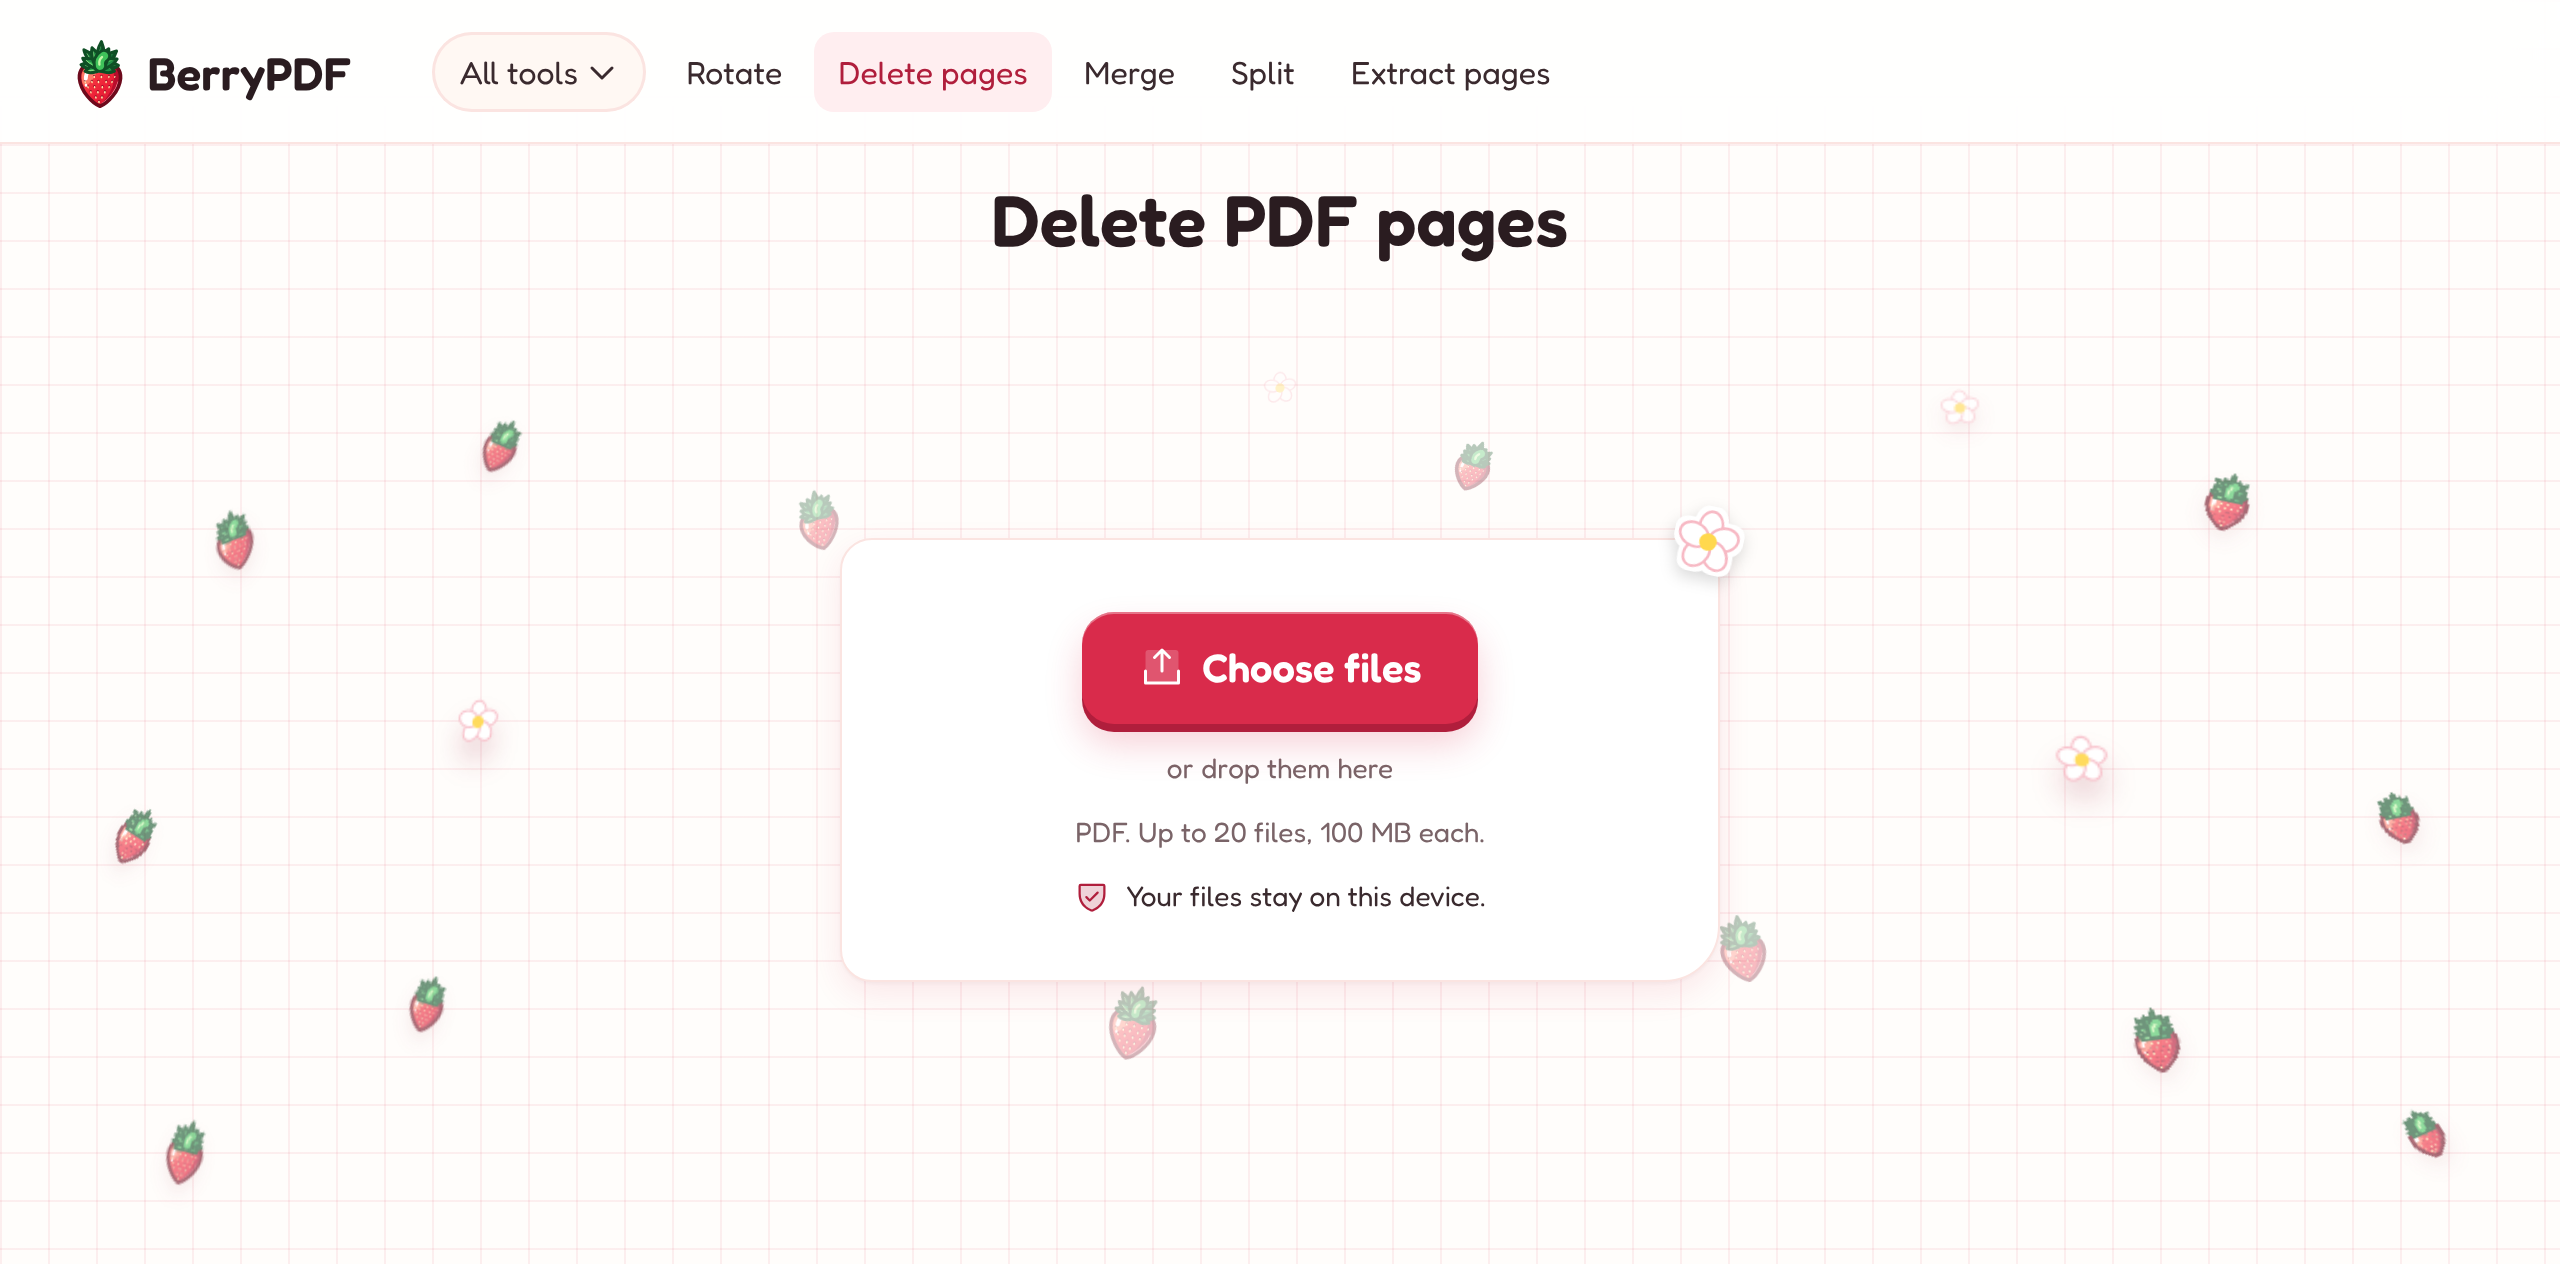 BerryPDF
All tools
Rotate
Delete pages
Merge
Split
Extract pages
Delete PDF pages
Choose files
or drop them here
PDF. Up to 20 files, 100 MB each.
Your files stay on this device.